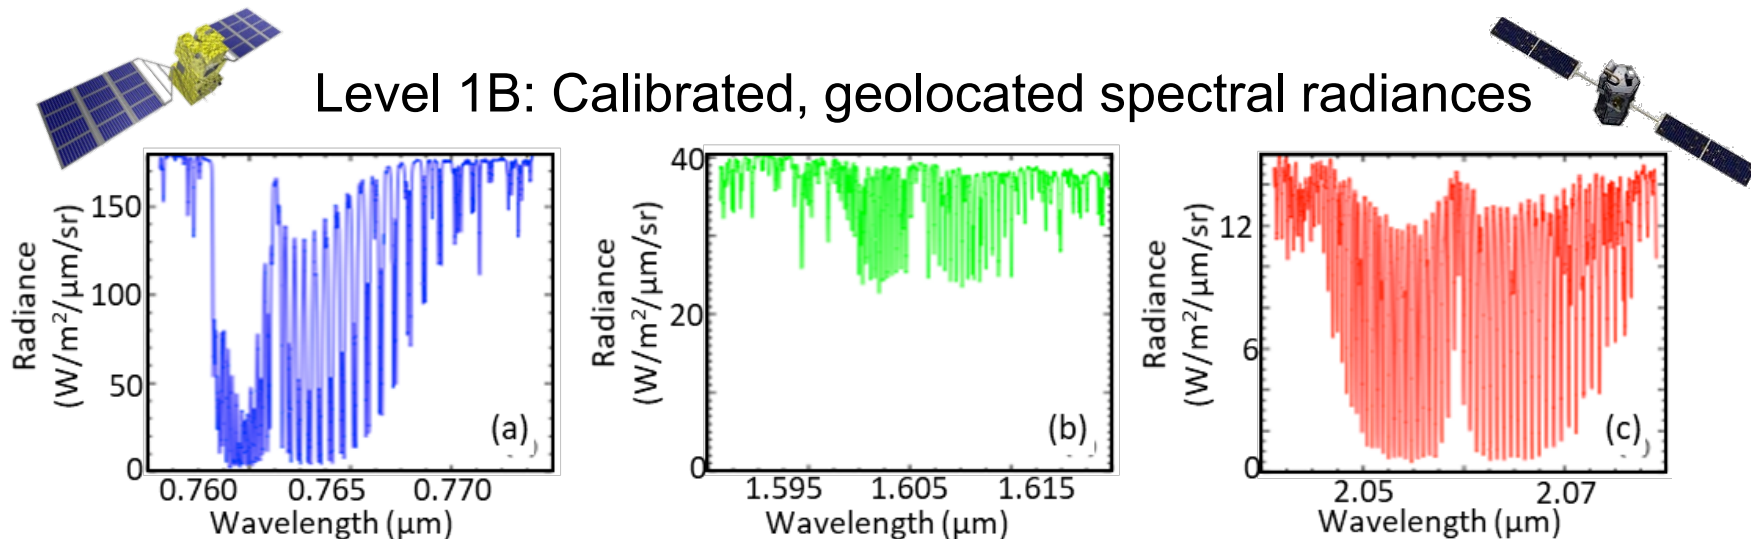 Level 1B: Calibrated, geolocated spectral radiances
Radiance
(W/m²/µm/sr)
150
100
50
0
(a)
0.760 0.765 0.770
Wavelength (µm)
Radiance
(W/m²/µm/sr)
40
20
0
(b)
1.595 1.605 1.615
Wavelength (µm)
Radiance
(W/m²/µm/sr)
12
6
0
(c)
2.05 2.07
Wavelength (µm)